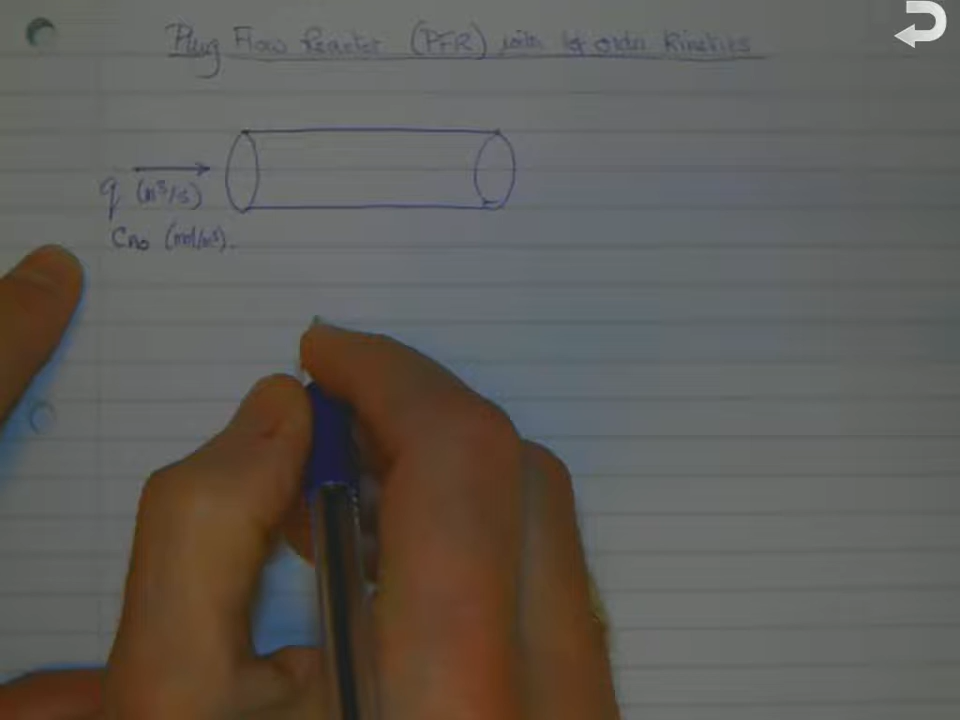 Plug Flow Reactor (PFR) with 1st order kinetics
q (m³/s)
CA0 (mol/m³).